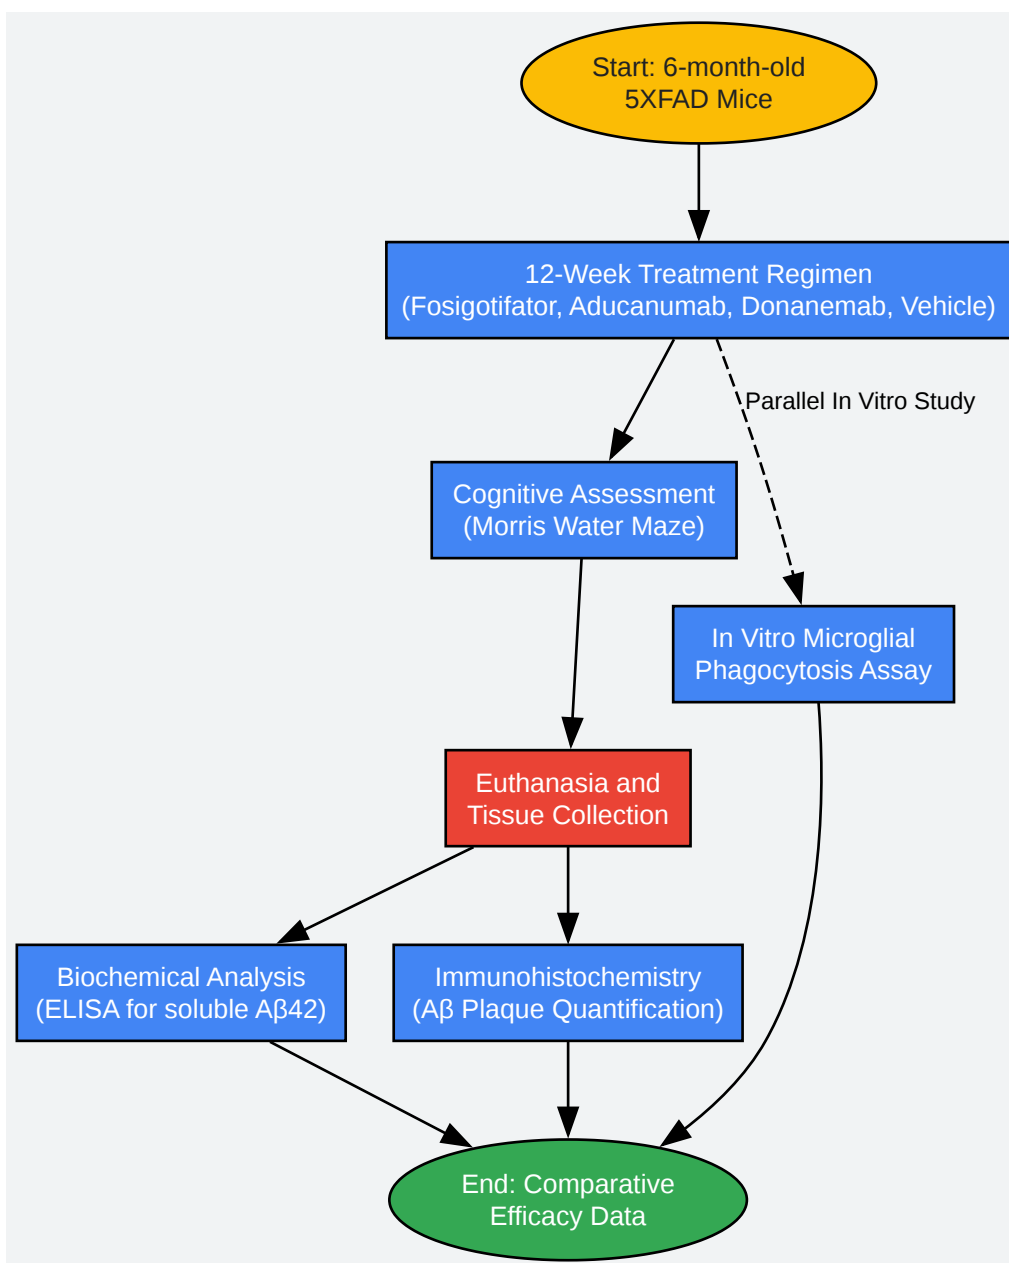 Start: 6-month-old
5XFAD Mice
12-Week Treatment Regimen
(Fosigotifator, Aducanumab, Donanemab, Vehicle)
Parallel In Vitro Study
Cognitive Assessment
(Morris Water Maze)
In Vitro Microglial
Phagocytosis Assay
Euthanasia and
Tissue Collection
Biochemical Analysis
(ELISA for soluble Aβ42)
Immunohistochemistry
(Aβ Plaque Quantification)
End: Comparative
Efficacy Data